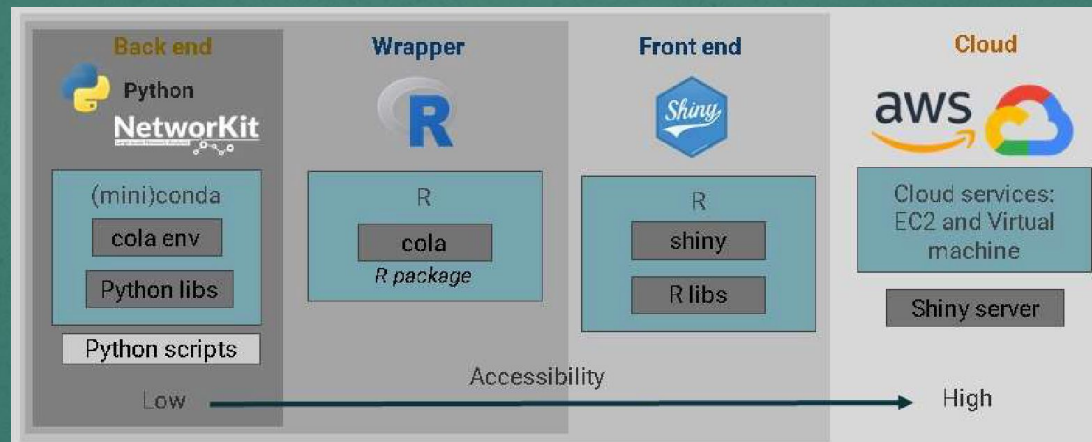 Back end
Python
NetworKit
(mini)conda
cola env
Python libs
Python scripts
Wrapper
R
R
cola
R package
Front end
Shiny
R
shiny
R libs
Cloud
aws
Cloud services:
EC2 and Virtual
machine
Shiny server
Accessibility
Low
High